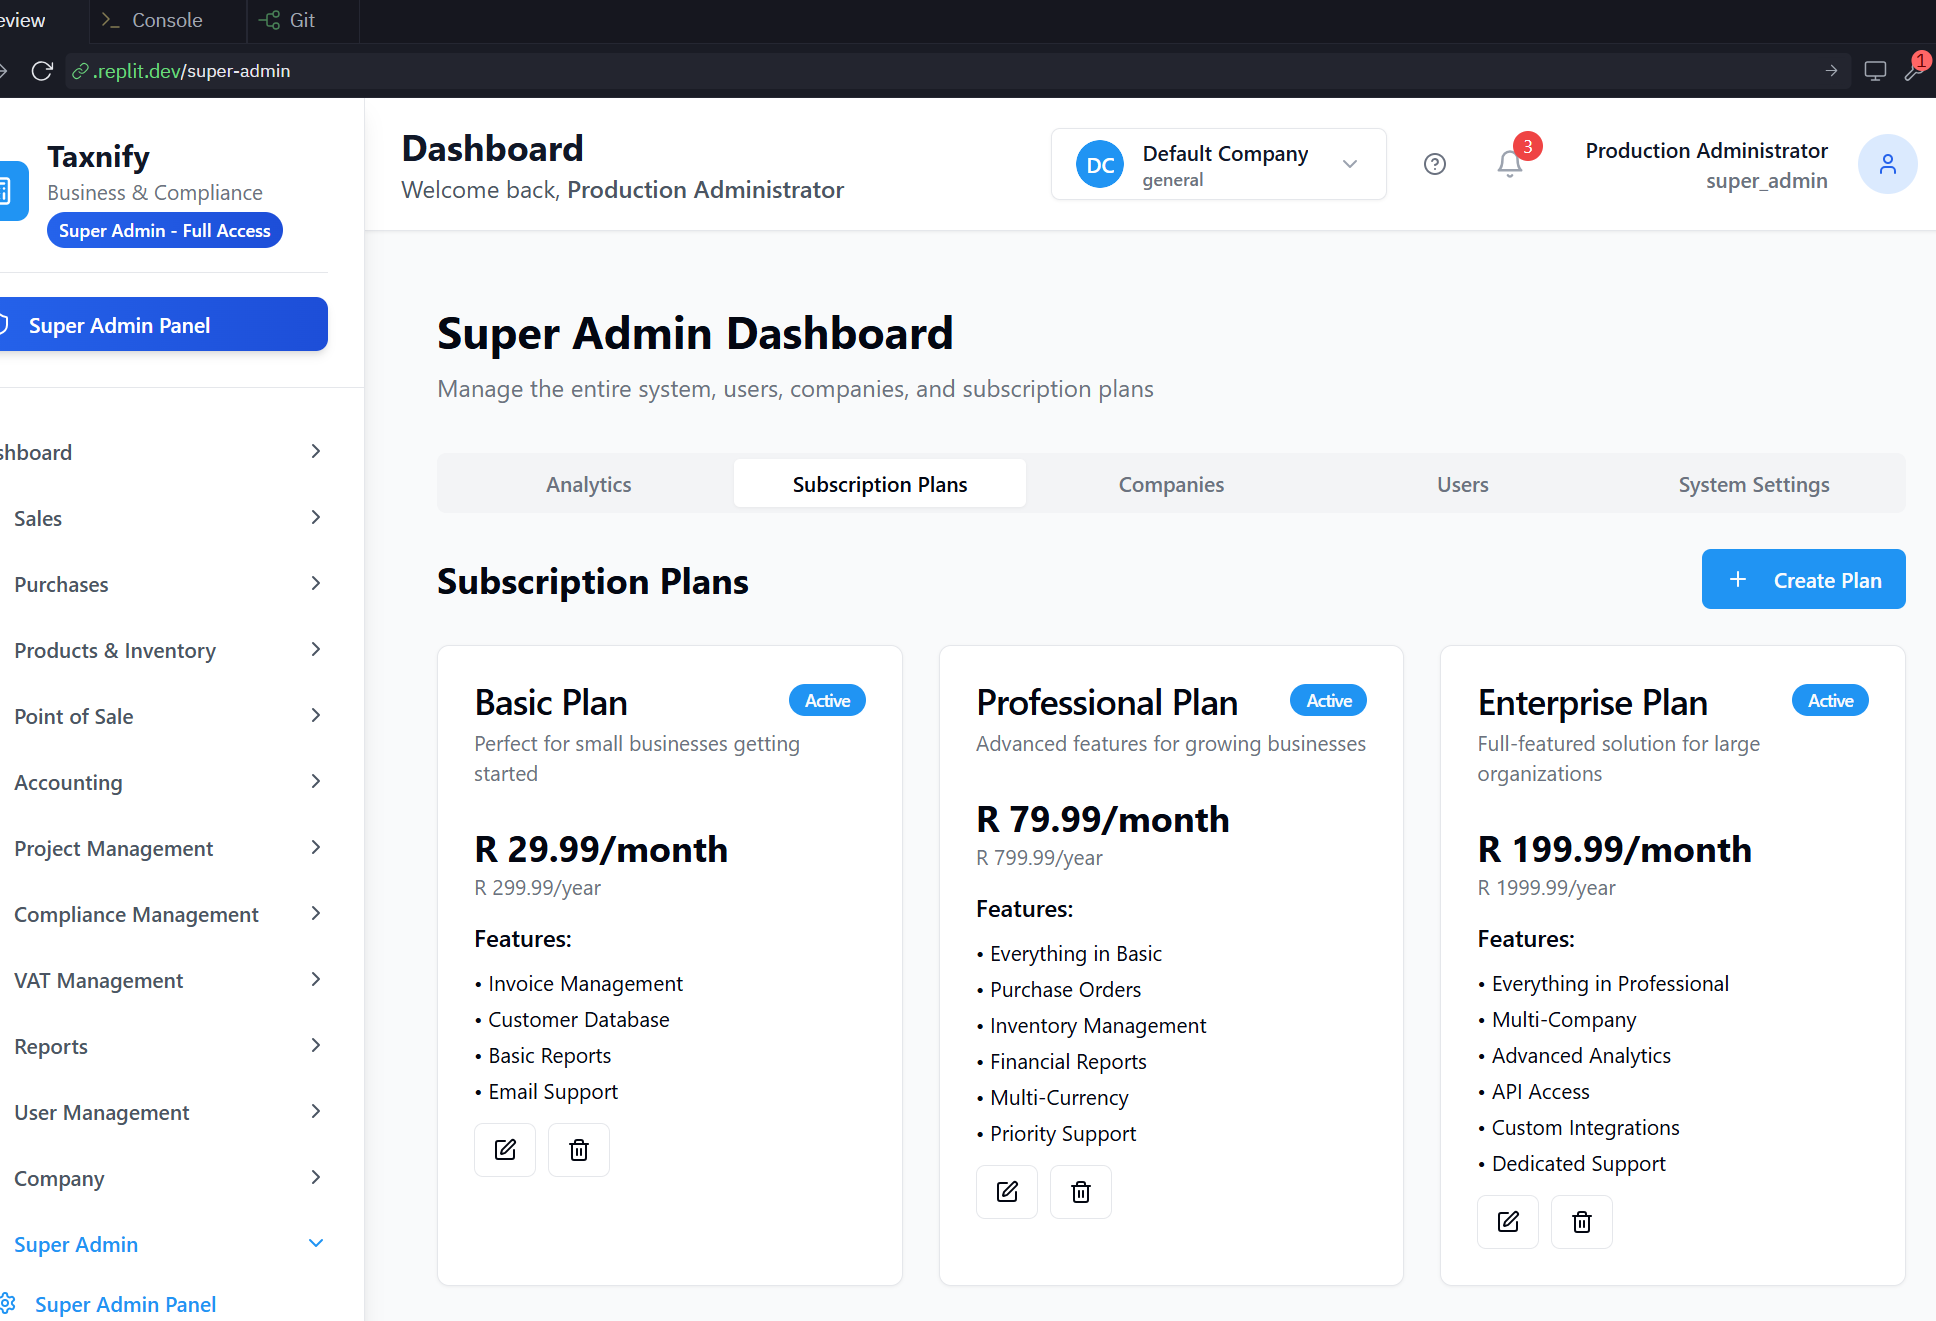 eview
Console
Git
.replit.dev/super-admin
1
Taxnify
Business & Compliance
Super Admin - Full Access
Super Admin Panel
shboard
Sales
Purchases
Products & Inventory
Point of Sale
Accounting
Project Management
Compliance Management
VAT Management
Reports
User Management
Company
Super Admin
Super Admin Panel
Dashboard
Welcome back, Production Administrator
DC
Default Company
general
3
Production Administrator
super_admin
Super Admin Dashboard
Manage the entire system, users, companies, and subscription plans
Analytics
Subscription Plans
Companies
Users
System Settings
Subscription Plans
Create Plan
Basic Plan
Active
Perfect for small businesses getting
started
R 29.99/month
R 299.99/year
Features:
• Invoice Management
• Customer Database
• Basic Reports
• Email Support
Professional Plan
Active
Advanced features for growing businesses
R 79.99/month
R 799.99/year
Features:
• Everything in Basic
• Purchase Orders
• Inventory Management
• Financial Reports
• Multi-Currency
• Priority Support
Enterprise Plan
Active
Full-featured solution for large
organizations
R 199.99/month
R 1999.99/year
Features:
• Everything in Professional
• Multi-Company
• Advanced Analytics
• API Access
• Custom Integrations
• Dedicated Support